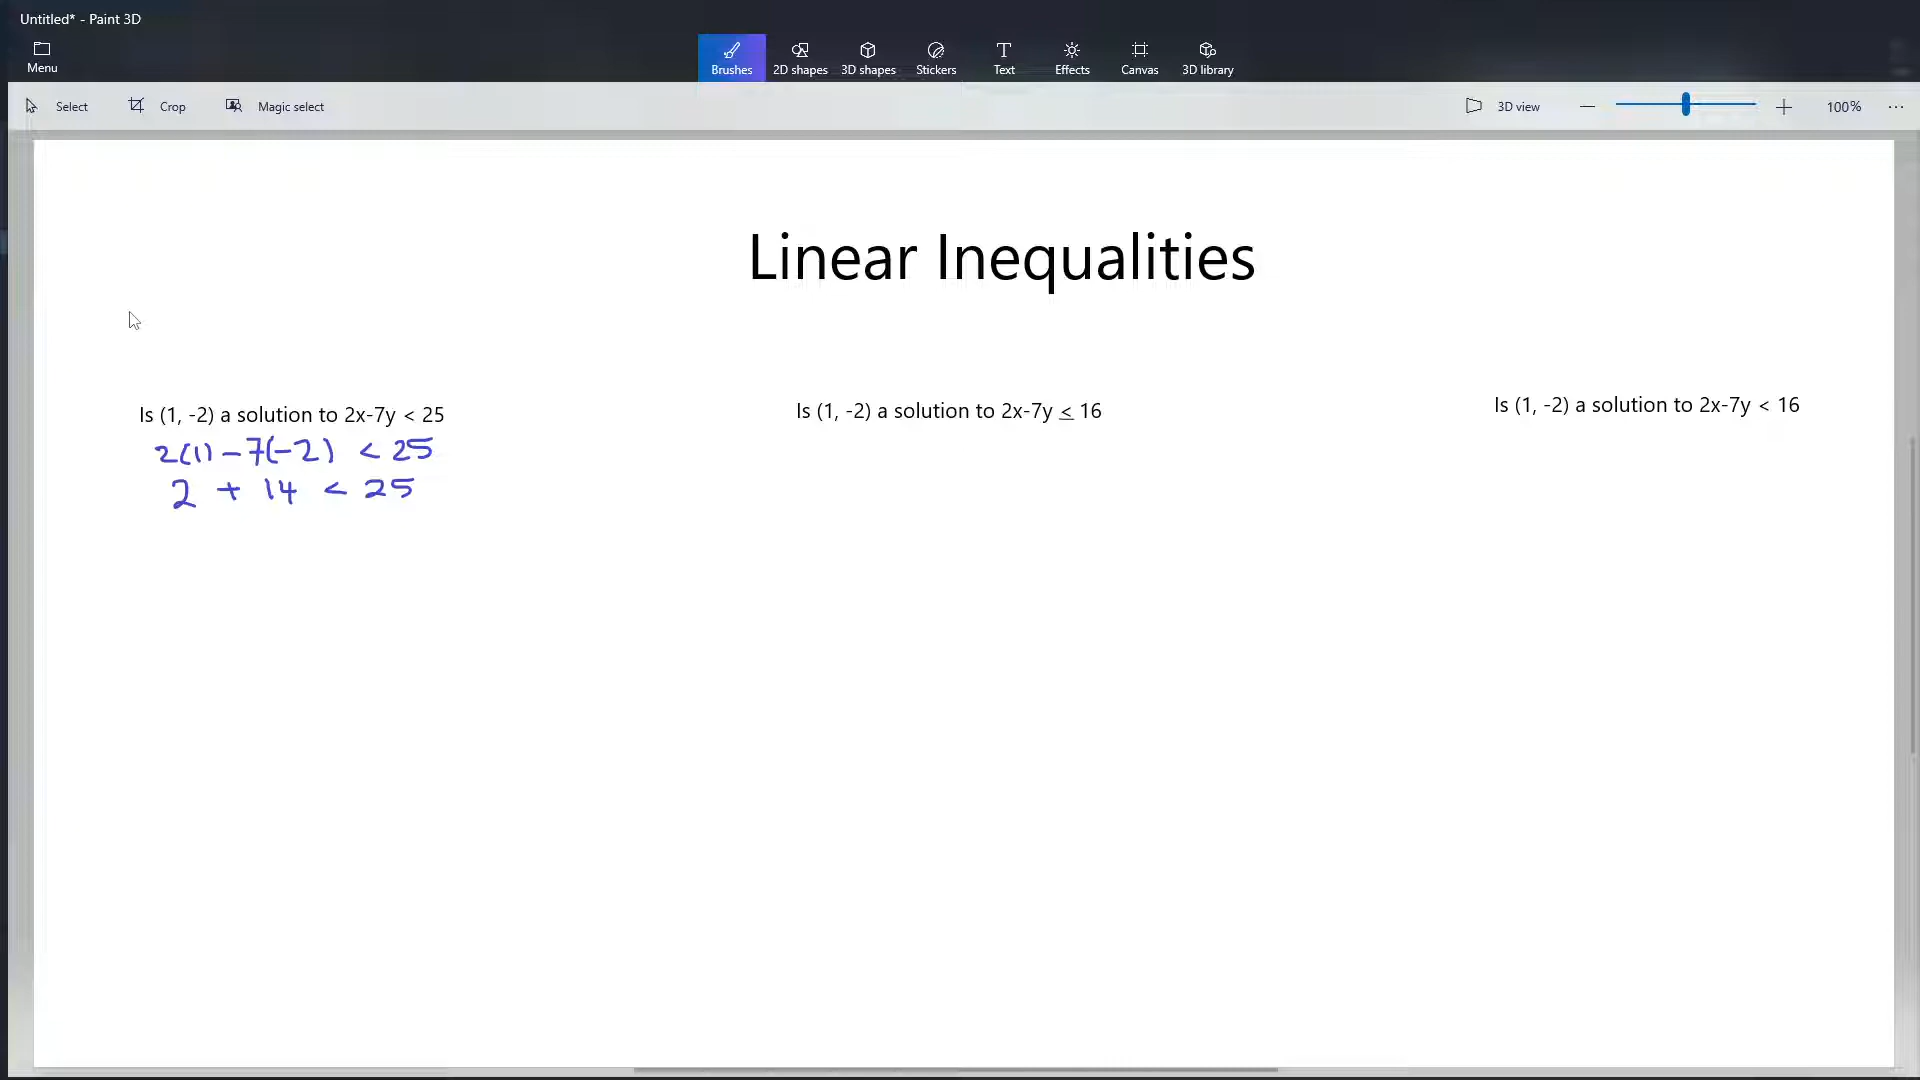 Untitled* - Paint 3D
Menu
Brushes
2D shapes
3D shapes
Stickers
Text
Effects
Canvas
3D library
Select
Crop
Magic select
3D view
100%
Linear Inequalities
Is (1, -2) a solution to 2x-7y < 25
2(1) - 7(-2) < 25
2 + 14 < 25
Is (1, -2) a solution to 2x-7y ≤ 16
Is (1, -2) a solution to 2x-7y < 16